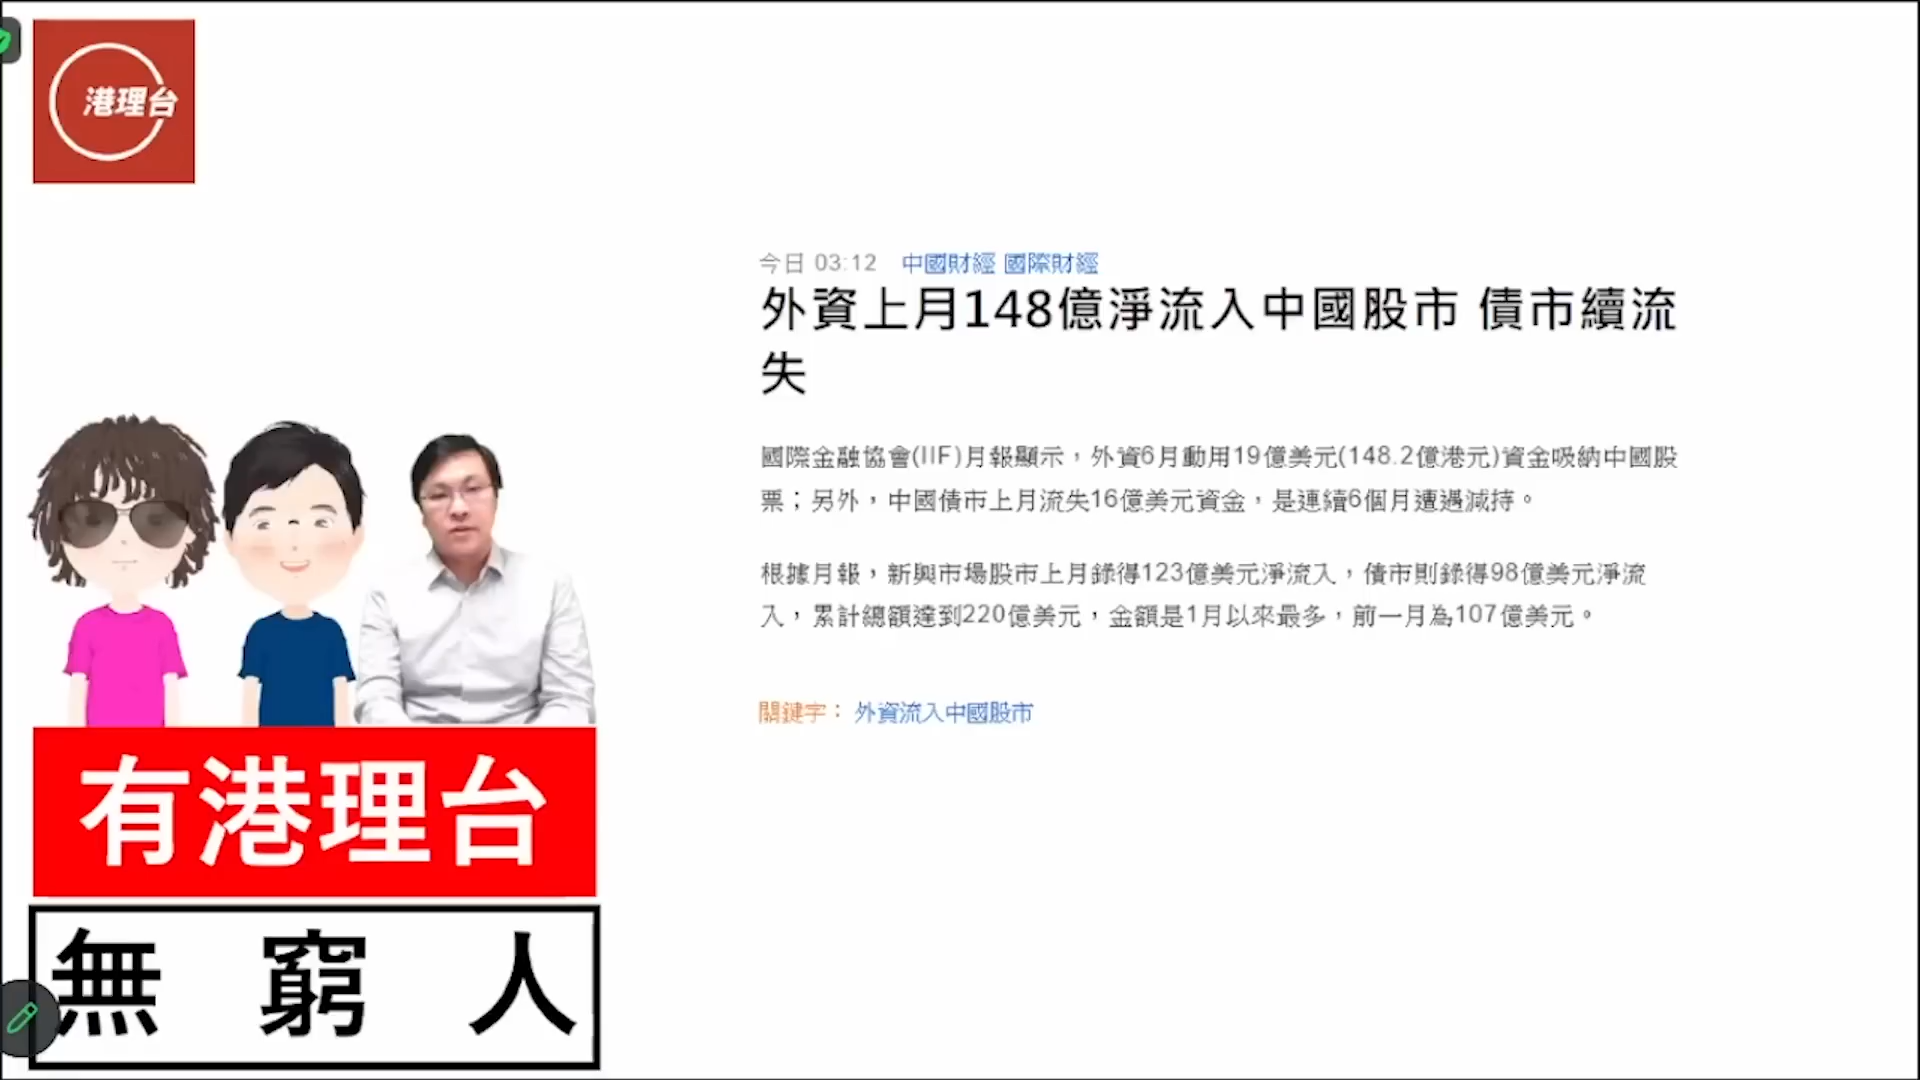 港理台
今日 03:12 中國財經 國際財經
外資上月148億淨流入中國股市 債市續流
失
國際金融協會(IIF)月報顯示，外資6月動用19億美元(148.2億港元)資金吸納中國股
票；另外，中國債市上月流失16億美元資金，是連續6個月遭遇減持。
根據月報，新興市場股市上月錄得123億美元淨流入，債市則錄得98億美元淨流
入，累計總額達到220億美元，金額是1月以來最多，前一月為107億美元。
關鍵字： 外資流入中國股市
有港理台
無窮人